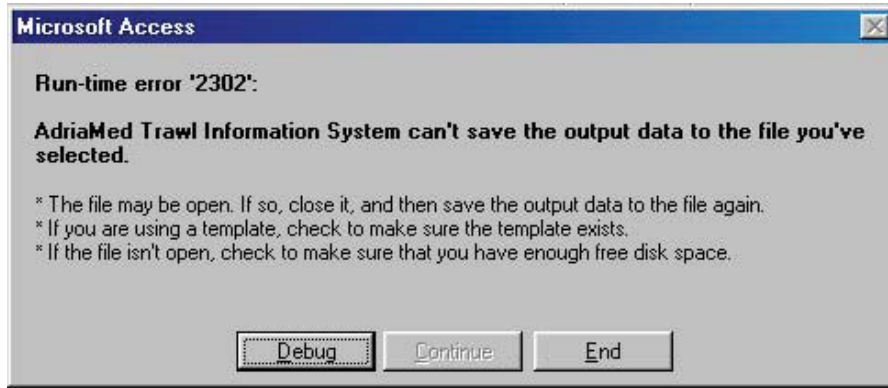 Microsoft Access
Run-time error '2302':
AdriaMed Trawl Information System can't save the output data to the file you've
selected.
* The file may be open. If so, close it, and then save the output data to the file again.
* If you are using a template, check to make sure the template exists.
* If the file isn't open, check to make sure that you have enough free disk space.
Debug Continue End